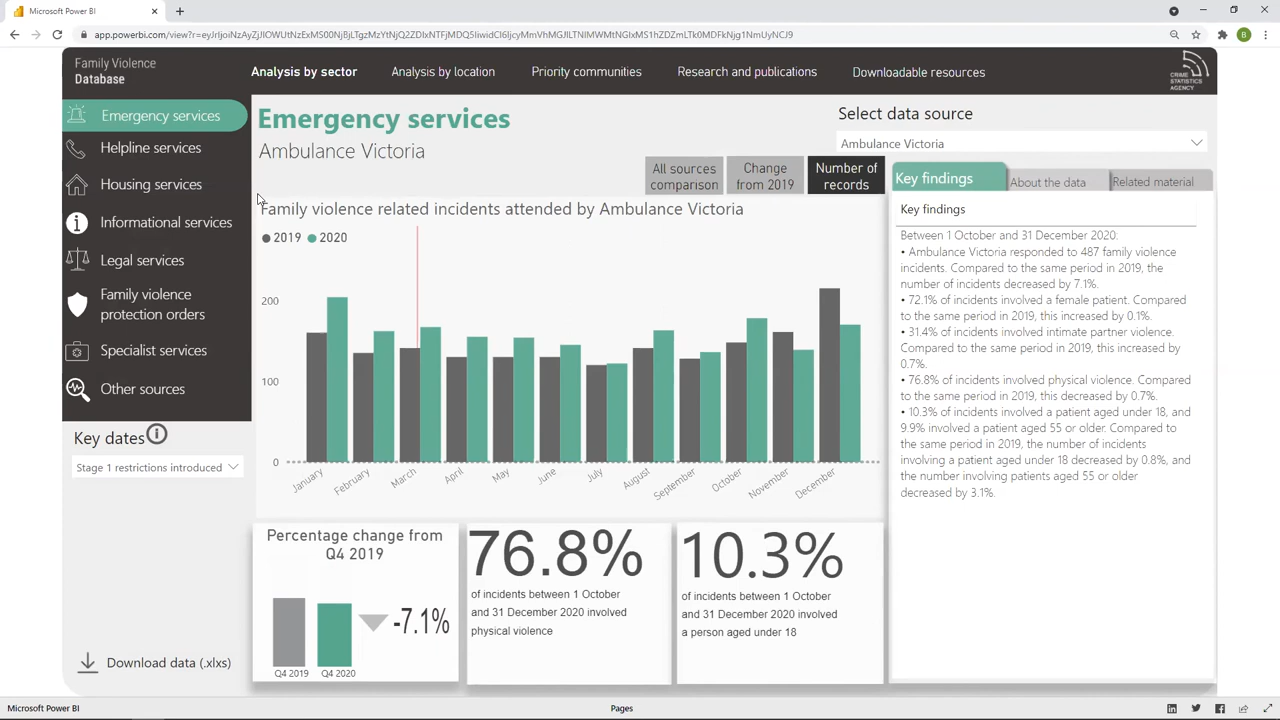 Microsoft Power BI
app.powerbi.com/view?r=eyJrIjoiNzAyZjJlOWUtNzExMS00NjRjLTgzMzYtNjQ2ZDIxNTFjMDQ5IiwidCI6IjcyMmVhMGJlLTNlMWMtNGIxMS1hZDZmLTk0MDFkNjg1NmUyNCJ9
B
Family Violence
Database
Analysis by sector
Analysis by location
Priority communities
Research and publications
Downloadable resources
CRIME
STATISTICS
AGENCY
Emergency services
Helpline services
Housing services
Informational services
Legal services
Family violence
protection orders
Specialist services
Other sources
Key dates
Stage 1 restrictions introduced
Download data (.xlxs)
Emergency services
Ambulance Victoria
Select data source
Ambulance Victoria
All sources
comparison
Change
from 2019
Number of
records
Family violence related incidents attended by Ambulance Victoria
2019 2020
200
100
0
January February March April May June July August September October November December
Percentage change from
Q4 2019
-7.1%
Q4 2019 Q4 2020
76.8%
of incidents between 1 October
and 31 December 2020 involved
physical violence
10.3%
of incidents between 1 October
and 31 December 2020 involved
a person aged under 18
Key findings
About the data
Related material
Key findings
Between 1 October and 31 December 2020:
• Ambulance Victoria responded to 487 family violence
incidents. Compared to the same period in 2019, the
number of incidents decreased by 7.1%.
• 72.1% of incidents involved a female patient. Compared
to the same period in 2019, this increased by 0.1%.
• 31.4% of incidents involved intimate partner violence.
Compared to the same period in 2019, this increased by
0.7%.
• 76.8% of incidents involved physical violence. Compared
to the same period in 2019, this decreased by 0.7%.
• 10.3% of incidents involved a patient aged under 18, and
9.9% involved a patient aged 55 or older. Compared to
the same period in 2019, the number of incidents
involving a patient aged under 18 decreased by 0.8%, and
the number involving patients aged 55 or older
decreased by 3.1%.
Microsoft Power BI
Pages